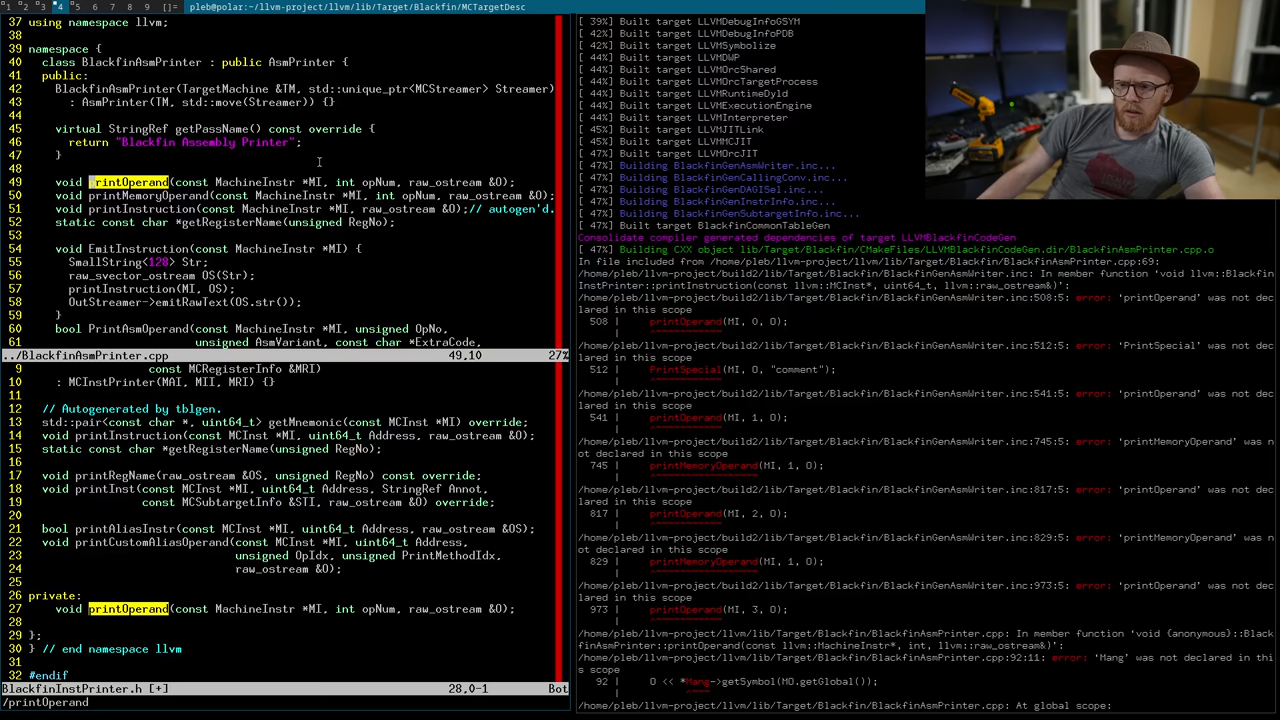 1 2 3 4 5 6 7 8 9 []= pleb@polar:~/llvm-project/llvm/lib/Target/Blackfin/MCTargetDesc
37 using namespace llvm;
38
39 namespace {
40 class BlackfinAsmPrinter : public AsmPrinter {
41 public:
42 BlackfinAsmPrinter(TargetMachine &TM, std::unique_ptr<MCStreamer> Streamer)
43 : AsmPrinter(TM, std::move(Streamer)) {}
44
45 virtual StringRef getPassName() const override {
46 return "Blackfin Assembly Printer";
47 }
48
49 void printOperand(const MachineInstr *MI, int opNum, raw_ostream &O);
50 void printMemoryOperand(const MachineInstr *MI, int opNum, raw_ostream &O);
51 void printInstruction(const MachineInstr *MI, raw_ostream &O);// autogen'd.
52 static const char *getRegisterName(unsigned RegNo);
53
54 void EmitInstruction(const MachineInstr *MI) {
55 SmallString<128> Str;
56 raw_svector_ostream OS(Str);
57 printInstruction(MI, OS);
58 OutStreamer->emitRawText(OS.str());
59 }
60 bool PrintAsmOperand(const MachineInstr *MI, unsigned OpNo,
61 unsigned AsmVariant, const char *ExtraCode,
../BlackfinAsmPrinter.cpp 49,10 27%
9 const MCRegisterInfo &MRI)
10 : MCInstPrinter(MAI, MII, MRI) {}
11
12 // Autogenerated by tblgen.
13 std::pair<const char *, uint64_t> getMnemonic(const MCInst *MI) override;
14 void printInstruction(const MCInst *MI, uint64_t Address, raw_ostream &O);
15 static const char *getRegisterName(unsigned RegNo);
16
17 void printRegName(raw_ostream &OS, unsigned RegNo) const override;
18 void printInst(const MCInst *MI, uint64_t Address, StringRef Annot,
19 const MCSubtargetInfo &STI, raw_ostream &O) override;
20
21 bool printAliasInstr(const MCInst *MI, uint64_t Address, raw_ostream &OS);
22 void printCustomAliasOperand(const MCInst *MI, uint64_t Address,
23 unsigned OpIdx, unsigned PrintMethodIdx,
24 raw_ostream &O);
25
26 private:
27 void printOperand(const MachineInstr *MI, int opNum, raw_ostream &O);
28
29 };
30 } // end namespace llvm
31
32 #endif
BlackfinInstPrinter.h [+] 28,0-1 Bot
/printOperand
[ 39%] Built target LLVMDebugInfoGSYM
[ 42%] Built target LLVMDebugInfoPDB
[ 42%] Built target LLVMSymbolize
[ 44%] Built target LLVMDWP
[ 44%] Built target LLVMOrcShared
[ 44%] Built target LLVMOrcTargetProcess
[ 44%] Built target LLVMRuntimeDyld
[ 44%] Built target LLVMExecutionEngine
[ 44%] Built target LLVMInterpreter
[ 45%] Built target LLVMJITLink
[ 45%] Built target LLVMMCJIT
[ 47%] Built target LLVMOrcJIT
[ 47%] Building BlackfinGenAsmWriter.inc...
[ 47%] Building BlackfinGenCallingConv.inc...
[ 47%] Building BlackfinGenDAGISel.inc...
[ 47%] Building BlackfinGenInstrInfo.inc...
[ 47%] Building BlackfinGenSubtargetInfo.inc...
[ 47%] Built target BlackfinCommonTableGen
Consolidate compiler generated dependencies of target LLVMBlackfinCodeGen
[ 47%] Building CXX object lib/Target/Blackfin/CMakeFiles/LLVMBlackfinCodeGen.dir/BlackfinAsmPrinter.cpp.o
In file included from /home/pleb/llvm-project/llvm/lib/Target/Blackfin/BlackfinAsmPrinter.cpp:69:
/home/pleb/llvm-project/build2/lib/Target/Blackfin/BlackfinGenAsmWriter.inc: In member function 'void llvm::Blackf
InstPrinter::printInstruction(const llvm::MCInst*, uint64_t, llvm::raw_ostream&)':
/home/pleb/llvm-project/build2/lib/Target/Blackfin/BlackfinGenAsmWriter.inc:508:5: error: 'printOperand' was not dec
lared in this scope
508 | printOperand(MI, 0, O);
| ^~~~~~~~~~~~
/home/pleb/llvm-project/build2/lib/Target/Blackfin/BlackfinGenAsmWriter.inc:512:5: error: 'PrintSpecial' was not dec
lared in this scope
512 | PrintSpecial(MI, O, "comment");
| ^~~~~~~~~~~~
/home/pleb/llvm-project/build2/lib/Target/Blackfin/BlackfinGenAsmWriter.inc:541:5: error: 'printOperand' was not dec
lared in this scope
541 | printOperand(MI, 1, O);
| ^~~~~~~~~~~~
/home/pleb/llvm-project/build2/lib/Target/Blackfin/BlackfinGenAsmWriter.inc:745:5: error: 'printMemoryOperand' was n
ot declared in this scope
745 | printMemoryOperand(MI, 1, O);
| ^~~~~~~~~~~~~~~~~~
/home/pleb/llvm-project/build2/lib/Target/Blackfin/BlackfinGenAsmWriter.inc:817:5: error: 'printOperand' was not dec
lared in this scope
817 | printOperand(MI, 2, O);
| ^~~~~~~~~~~~
/home/pleb/llvm-project/build2/lib/Target/Blackfin/BlackfinGenAsmWriter.inc:829:5: error: 'printMemoryOperand' was n
ot declared in this scope
829 | printMemoryOperand(MI, 1, O);
| ^~~~~~~~~~~~~~~~~~
/home/pleb/llvm-project/build2/lib/Target/Blackfin/BlackfinGenAsmWriter.inc:973:5: error: 'printOperand' was not dec
lared in this scope
973 | printOperand(MI, 3, O);
| ^~~~~~~~~~~~
/home/pleb/llvm-project/llvm/lib/Target/Blackfin/BlackfinAsmPrinter.cpp: In member function 'void {anonymous}::Black
finAsmPrinter::printOperand(const llvm::MachineInstr*, int, llvm::raw_ostream&)':
/home/pleb/llvm-project/llvm/lib/Target/Blackfin/BlackfinAsmPrinter.cpp:92:11: error: 'Mang' was not declared in thi
s scope
92 | O << *Mang->getSymbol(MO.getGlobal());
| ^~~~
/home/pleb/llvm-project/llvm/lib/Target/Blackfin/BlackfinAsmPrinter.cpp: At global scope: